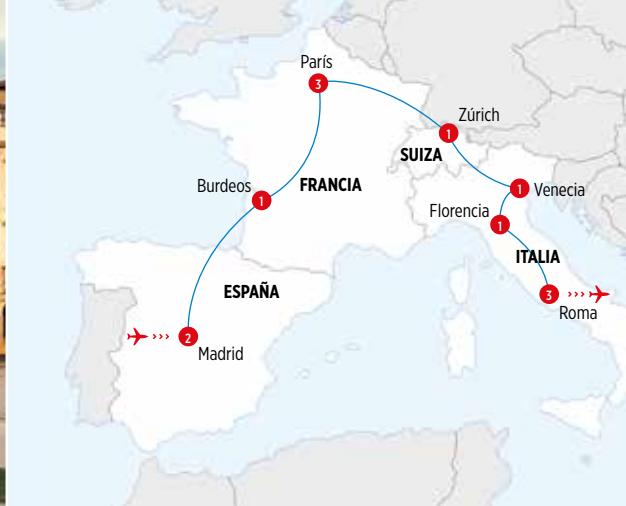 París
3
Zúrich
1
SUIZA
Burdeos
1
FRANCIA
1
Venecia
Florencia
1
ITALIA
ESPAÑA
3
Roma
2
Madrid